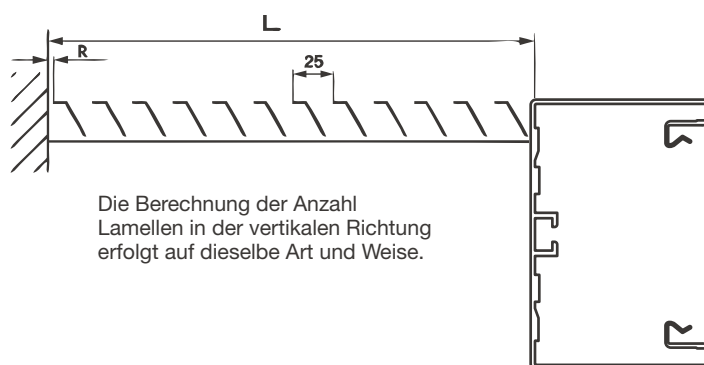 L
R
25
Die Berechnung der Anzahl
Lamellen in der vertikalen Richtung
erfolgt auf dieselbe Art und Weise.